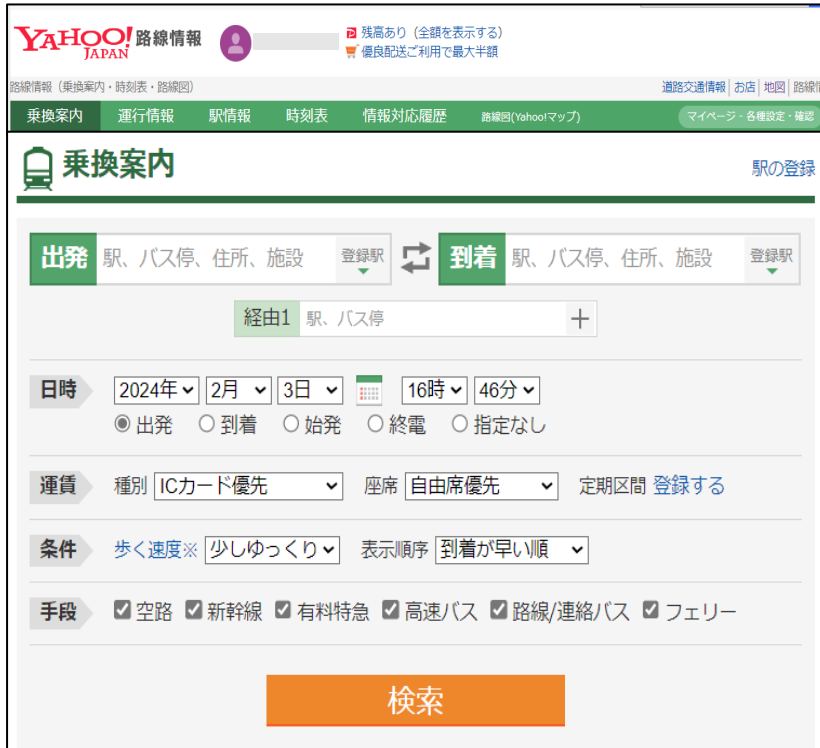 YAHOO! JAPAN 路線情報
残高あり（全額を表示する）
優良配送ご利用で最大半額
路線情報（乗換案内・時刻表・路線図）
道路交通情報 お店 地図 路線情
乗換案内 運行情報 駅情報 時刻表 情報対応履歴 路線図(Yahoo!マップ) マイページ・各種設定・確認
乗換案内 駅の登録
出発 駅、バス停、住所、施設 登録駅 到着 駅、バス停、住所、施設 登録駅
経由1 駅、バス停 +
日時 2024年 2月 3日 16時 46分
出発 到着 始発 終電 指定なし
運賃 種別 ICカード優先 座席 自由席優先 定期区間 登録する
条件 歩く速度※ 少しゆっくり 表示順序 到着が早い順
手段 空路 新幹線 有料特急 高速バス 路線/連絡バス フェリー
検索